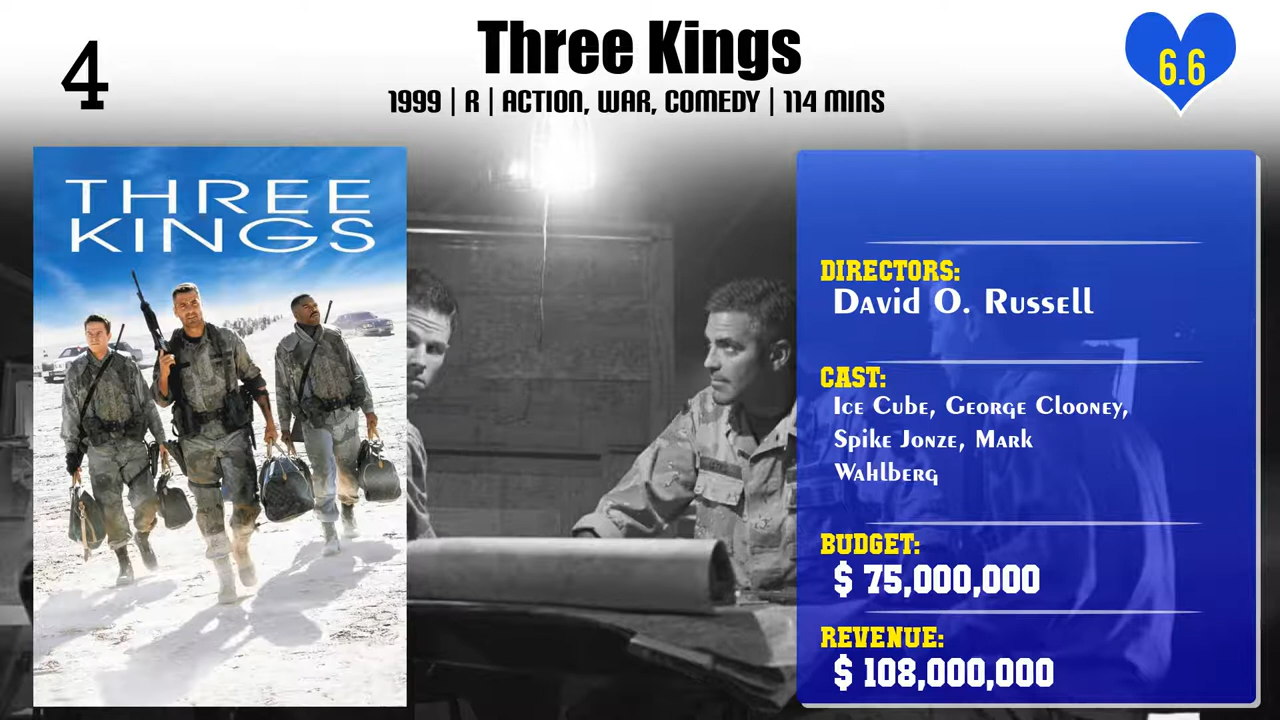 4
Three Kings
6.6
1999 | R | ACTION, WAR, COMEDY | 114 MINS
THREE
KINGS
DIRECTORS:
David O. Russell
CAST:
Ice Cube, George Clooney,
Spike Jonze, Mark
Wahlberg
BUDGET:
$ 75,000,000
REVENUE:
$ 108,000,000